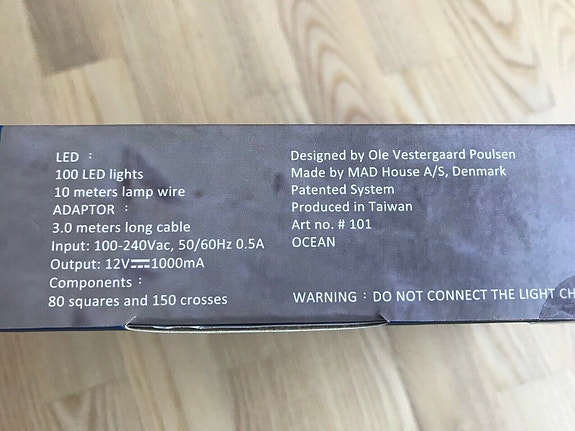 LED :
100 LED lights
10 meters lamp wire
ADAPTOR :
3.0 meters long cable
Input: 100-240Vac, 50/60Hz 0.5A
Output: 12V⎓1000mA
Components :
80 squares and 150 crosses
Designed by Ole Vestergaard Poulsen
Made by MAD House A/S, Denmark
Patented System
Produced in Taiwan
Art no. # 101
OCEAN
WARNING : DO NOT CONNECT THE LIGHT CH